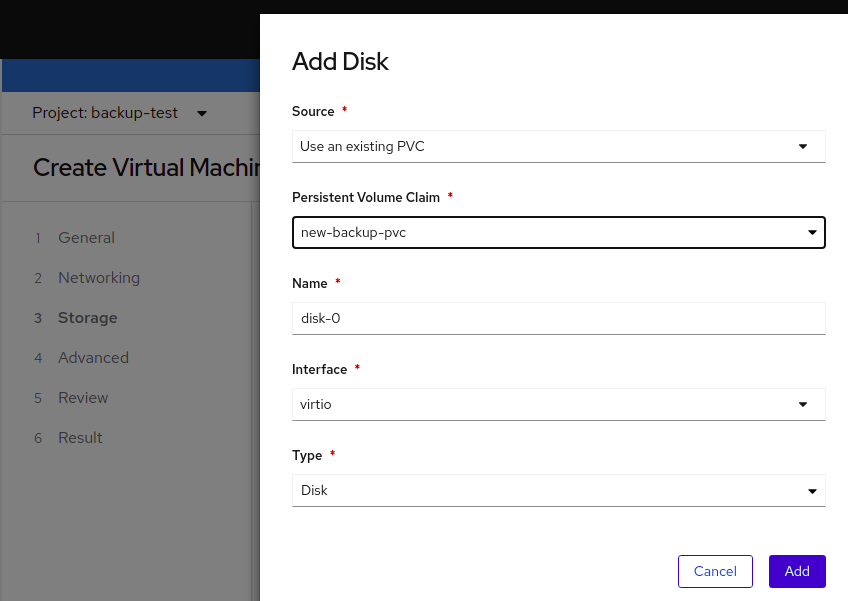 Project: backup-test
Create Virtual Machin
1 General
2 Networking
3 Storage
4 Advanced
5 Review
6 Result
Add Disk
Source *
Use an existing PVC
Persistent Volume Claim *
new-backup-pvc
Name *
disk-0
Interface *
virtio
Type *
Disk
Cancel
Add